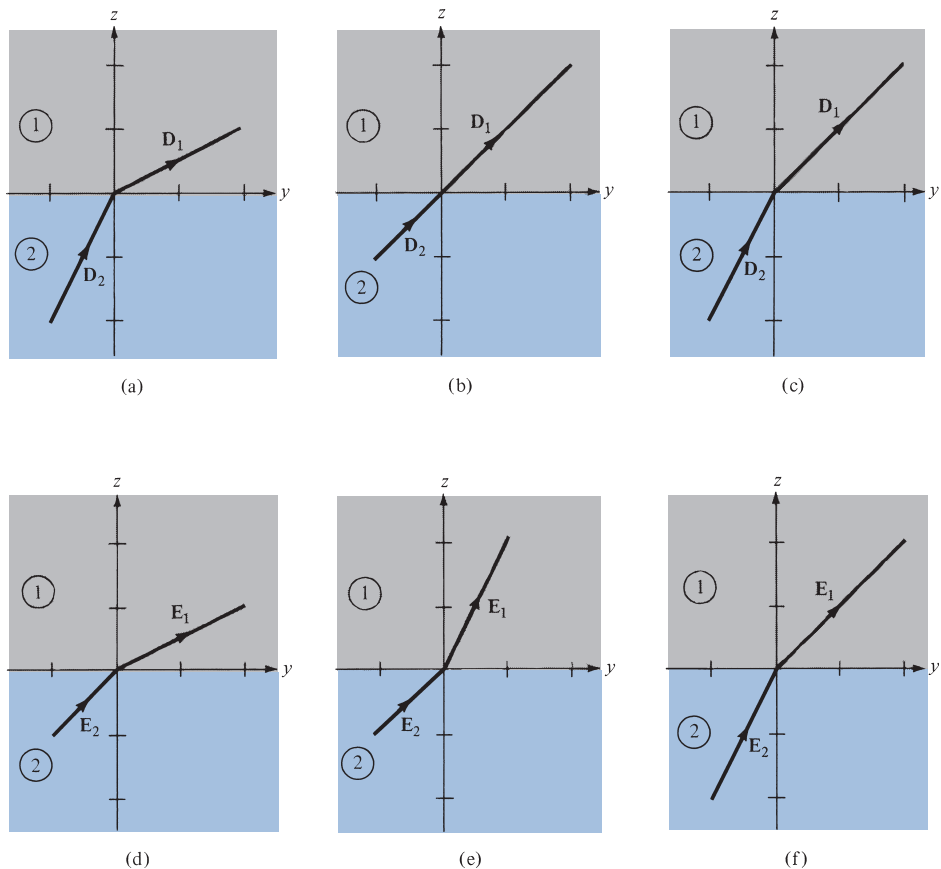 z z z
1 D1 1 D1 1 D1
y y y
2 D2 2 D2 2 D2
(a) (b) (c)
z z z
1 E1 1 E1 1 E1
y y y
2 E2 2 E2 2 E2
(d) (e) (f)